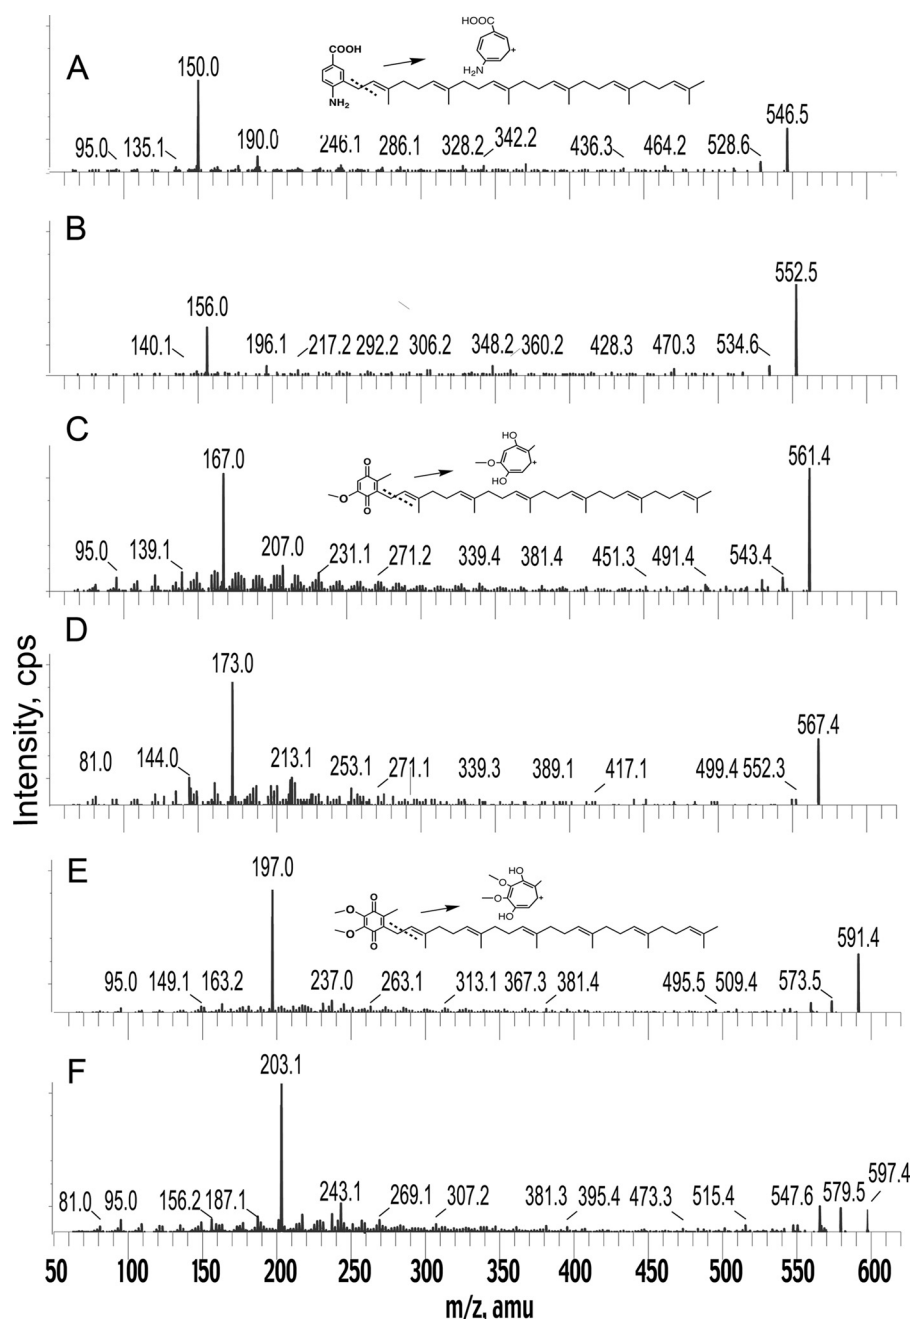 A
150.0
COOH
NH₂
HOOC
+
H₂N
546.5
95.0
135.1
190.0
246.1
286.1
328.2
342.2
436.3
464.2
528.6
B
156.0
552.5
140.1
196.1
217.2
292.2
306.2
348.2
360.2
428.3
470.3
534.6
C
167.0
O
O
O
HO
O
+
HO
561.4
95.0
139.1
207.0
231.1
271.2
339.4
381.4
451.3
491.4
543.4
D
173.0
567.4
81.0
144.0
213.1
253.1
271.1
339.3
389.1
417.1
499.4
552.3
E
197.0
O
O
O
O
HO
O
O
+
HO
591.4
95.0
149.1
163.2
237.0
263.1
313.1
367.3
381.4
495.5
509.4
573.5
F
203.1
81.0
95.0
156.2
187.1
243.1
269.1
307.2
381.3
395.4
473.3
515.4
547.6
579.5
597.4
Intensity, cps
50 100 150 200 250 300 350 400 450 500 550 600
m/z, amu